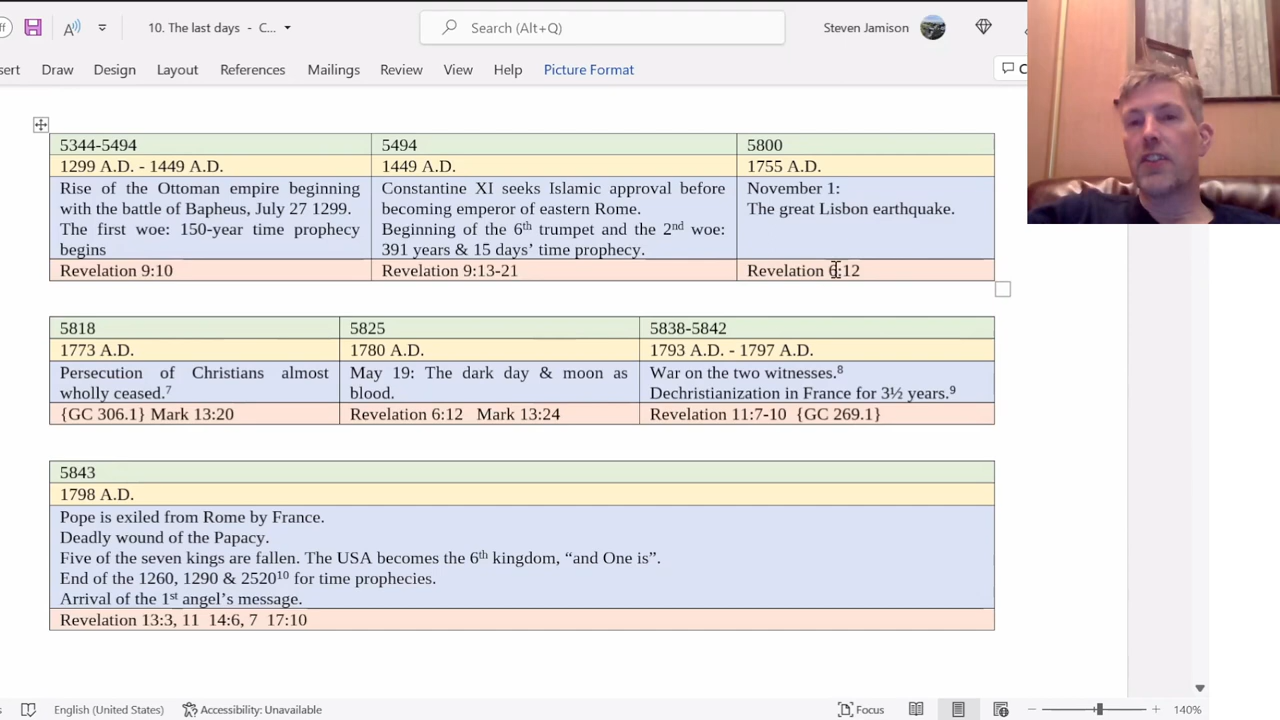 10. The last days - C...
Search (Alt+Q)
Steven Jamison
Draw
Design
Layout
References
Mailings
Review
View
Help
Picture Format
5344-5494
5494
5800
1299 A.D. - 1449 A.D.
1449 A.D.
1755 A.D.
Rise of the Ottoman empire beginning
with the battle of Bapheus, July 27 1299.
The first woe: 150-year time prophecy
begins
Constantine XI seeks Islamic approval before
becoming emperor of eastern Rome.
Beginning of the 6th trumpet and the 2nd woe:
391 years & 15 days’ time prophecy.
November 1:
The great Lisbon earthquake.
Revelation 9:10
Revelation 9:13-21
Revelation 6:12
5818
5825
5838-5842
1773 A.D.
1780 A.D.
1793 A.D. - 1797 A.D.
Persecution of Christians almost
wholly ceased.7
May 19: The dark day & moon as
blood.
War on the two witnesses.8
Dechristianization in France for 3½ years.9
{GC 306.1} Mark 13:20
Revelation 6:12 Mark 13:24
Revelation 11:7-10 {GC 269.1}
5843
1798 A.D.
Pope is exiled from Rome by France.
Deadly wound of the Papacy.
Five of the seven kings are fallen. The USA becomes the 6th kingdom, “and One is”.
End of the 1260, 1290 & 252010 for time prophecies.
Arrival of the 1st angel’s message.
Revelation 13:3, 11 14:6, 7 17:10
English (United States)
Accessibility: Unavailable
Focus
140%